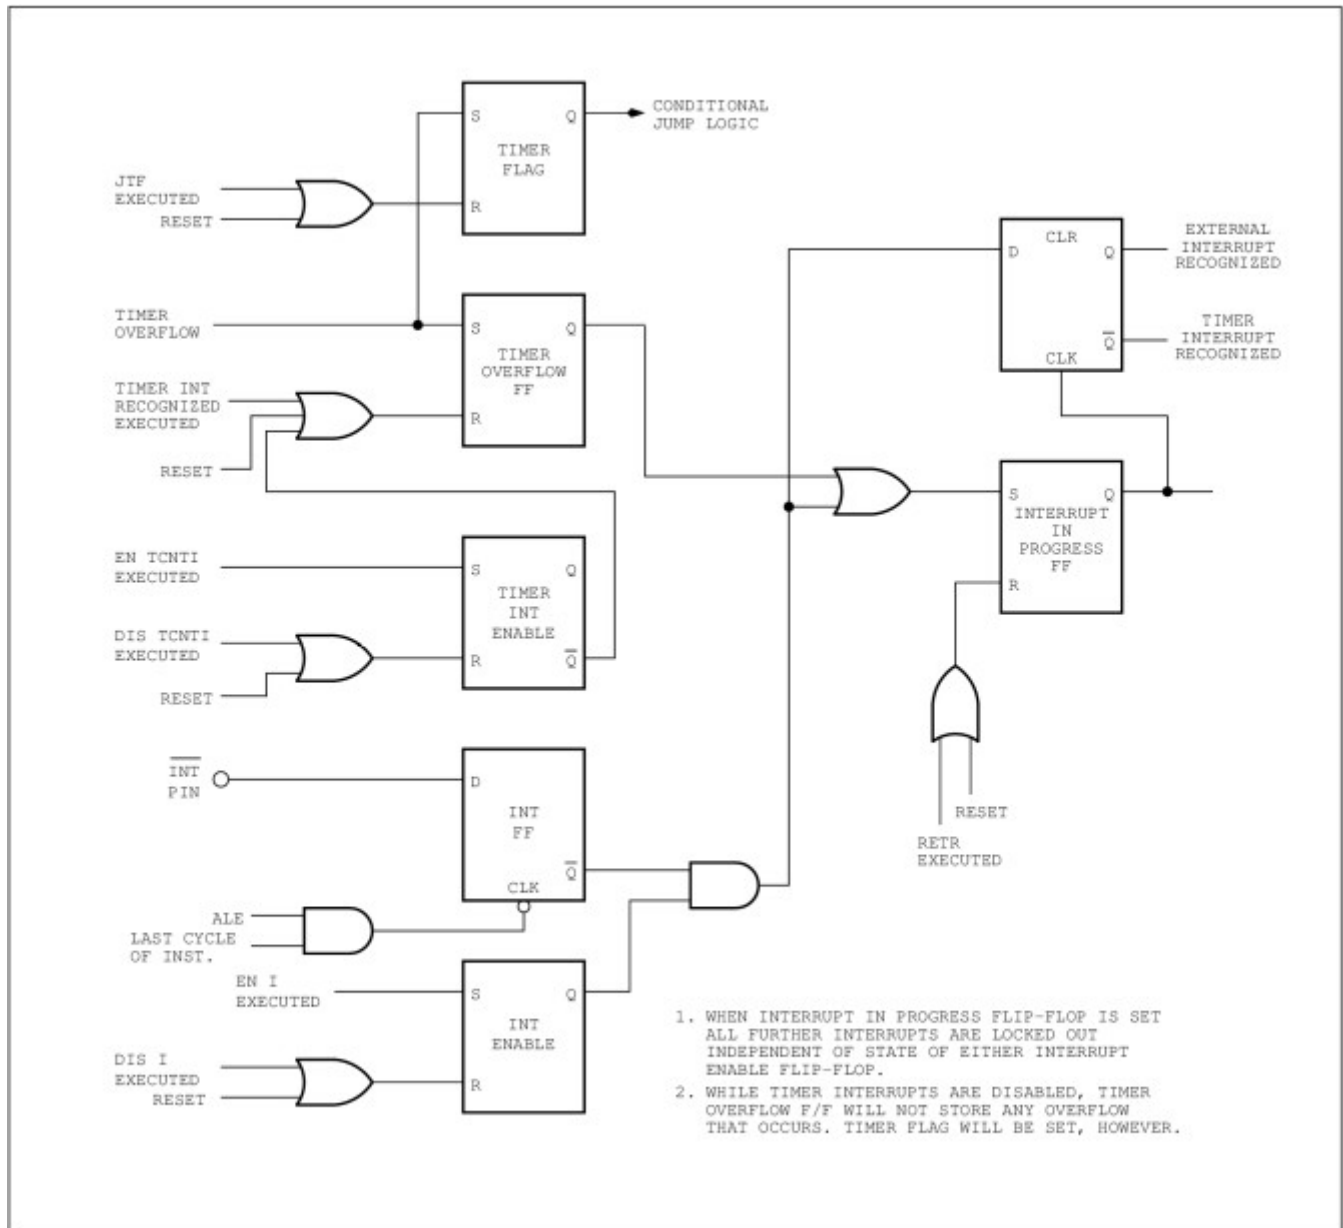 S
Q
CONDITIONAL
JUMP LOGIC
TIMER
FLAG
JTF
EXECUTED
RESET
R
CLR
D
Q
EXTERNAL
INTERRUPT
RECOGNIZED
TIMER
OVERFLOW
S
Q
TIMER
OVERFLOW
FF
TIMER
INTERRUPT
RECOGNIZED
Q
CLK
TIMER INT
RECOGNIZED
EXECUTED
R
RESET
S
Q
INTERRUPT
IN
PROGRESS
FF
R
EN TCNTI
EXECUTED
S
Q
TIMER
INT
ENABLE
DIS TCNTI
EXECUTED
R
Q
RESET
INT
PIN
D
INT
FF
Q
CLK
RESET
RETR
EXECUTED
ALE
LAST CYCLE
OF INST.
EN I
EXECUTED
S
Q
INT
ENABLE
DIS I
EXECUTED
RESET
R
1. WHEN INTERRUPT IN PROGRESS FLIP-FLOP IS SET
ALL FURTHER INTERRUPTS ARE LOCKED OUT
INDEPENDENT OF STATE OF EITHER INTERRUPT
ENABLE FLIP-FLOP.
2. WHILE TIMER INTERRUPTS ARE DISABLED, TIMER
OVERFLOW F/F WILL NOT STORE ANY OVERFLOW
THAT OCCURS. TIMER FLAG WILL BE SET, HOWEVER.